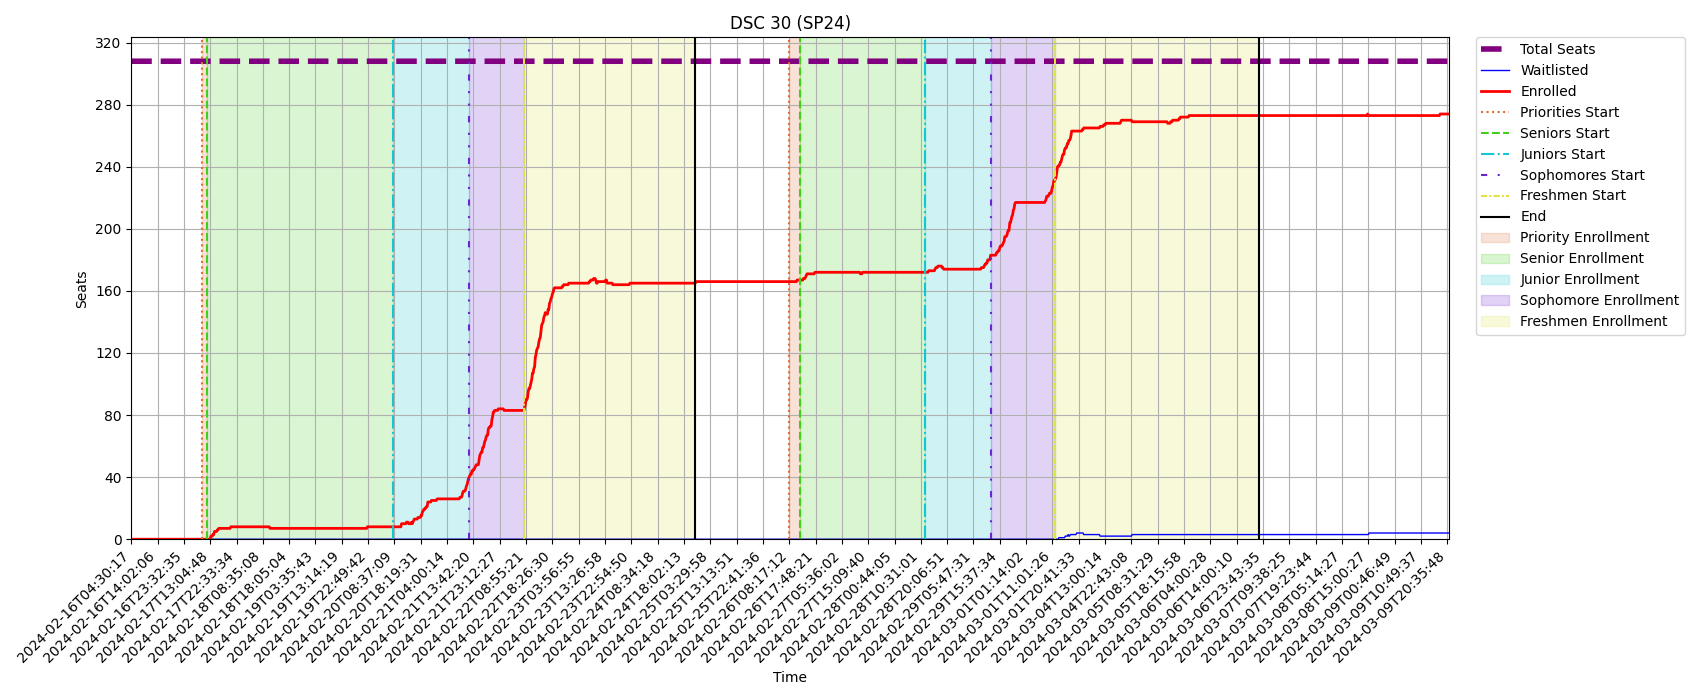 DSC 30 (SP24)
320
280
240
200
160
120
80
40
0
Seats
2024-02-16T04:30:17
2024-02-16T14:02:06
2024-02-16T23:32:35
2024-02-17T13:04:48
2024-02-17T22:33:34
2024-02-18T08:35:08
2024-02-18T18:05:04
2024-02-19T03:35:43
2024-02-19T13:14:19
2024-02-19T22:49:42
2024-02-20T08:37:09
2024-02-20T18:19:31
2024-02-21T04:00:14
2024-02-21T13:42:20
2024-02-21T23:12:27
2024-02-22T08:55:21
2024-02-22T18:26:30
2024-02-23T03:56:55
2024-02-23T13:26:58
2024-02-23T22:54:50
2024-02-24T08:34:18
2024-02-24T18:02:13
2024-02-25T03:29:58
2024-02-25T13:13:51
2024-02-25T22:41:36
2024-02-26T08:17:12
2024-02-26T17:48:21
2024-02-27T05:36:02
2024-02-27T15:09:40
2024-02-28T00:44:05
2024-02-28T10:31:01
2024-02-28T20:06:51
2024-02-29T05:47:31
2024-02-29T15:37:34
2024-03-01T01:14:02
2024-03-01T11:01:26
2024-03-01T20:41:33
2024-03-04T13:00:14
2024-03-04T22:43:08
2024-03-05T08:31:29
2024-03-05T18:15:58
2024-03-06T04:00:28
2024-03-06T14:00:10
2024-03-06T23:43:35
2024-03-07T09:38:25
2024-03-07T19:23:44
2024-03-08T05:14:27
2024-03-08T15:00:27
2024-03-09T00:46:49
2024-03-09T10:49:37
2024-03-09T20:35:48
Time
Total Seats
Waitlisted
Enrolled
Priorities Start
Seniors Start
Juniors Start
Sophomores Start
Freshmen Start
End
Priority Enrollment
Senior Enrollment
Junior Enrollment
Sophomore Enrollment
Freshmen Enrollment